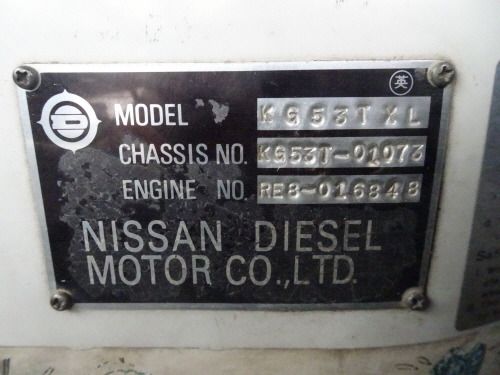 英
MODEL KG53TXL
CHASSIS NO. KG53T-01073
ENGINE NO. RE8-016848
NISSAN DIESEL
MOTOR CO.,LTD.